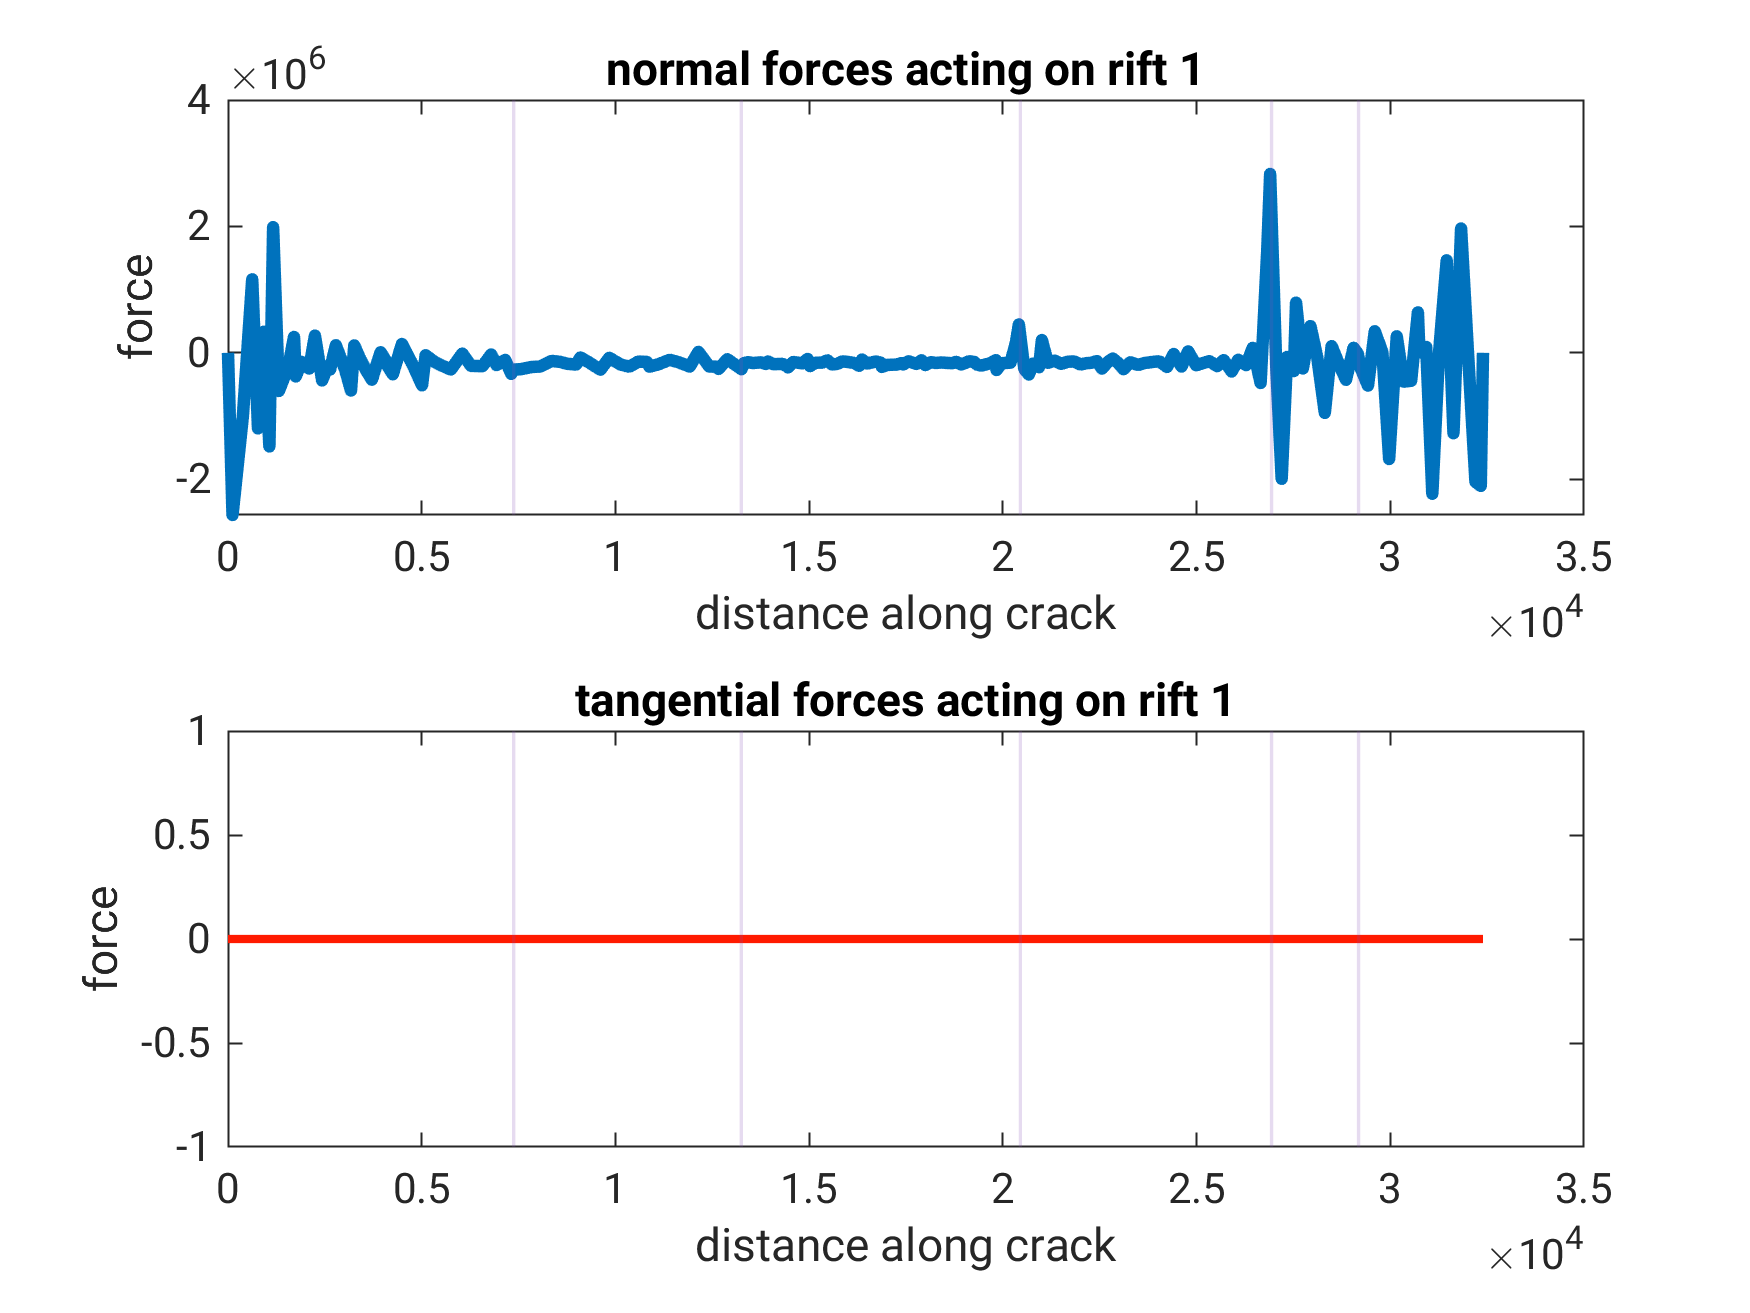 ×10^6
normal forces acting on rift 1
4
2
0
-2
force
0 0.5 1 1.5 2 2.5 3 3.5
distance along crack
×10^4
tangential forces acting on rift 1
1
0.5
0
-0.5
-1
force
0 0.5 1 1.5 2 2.5 3 3.5
distance along crack
×10^4